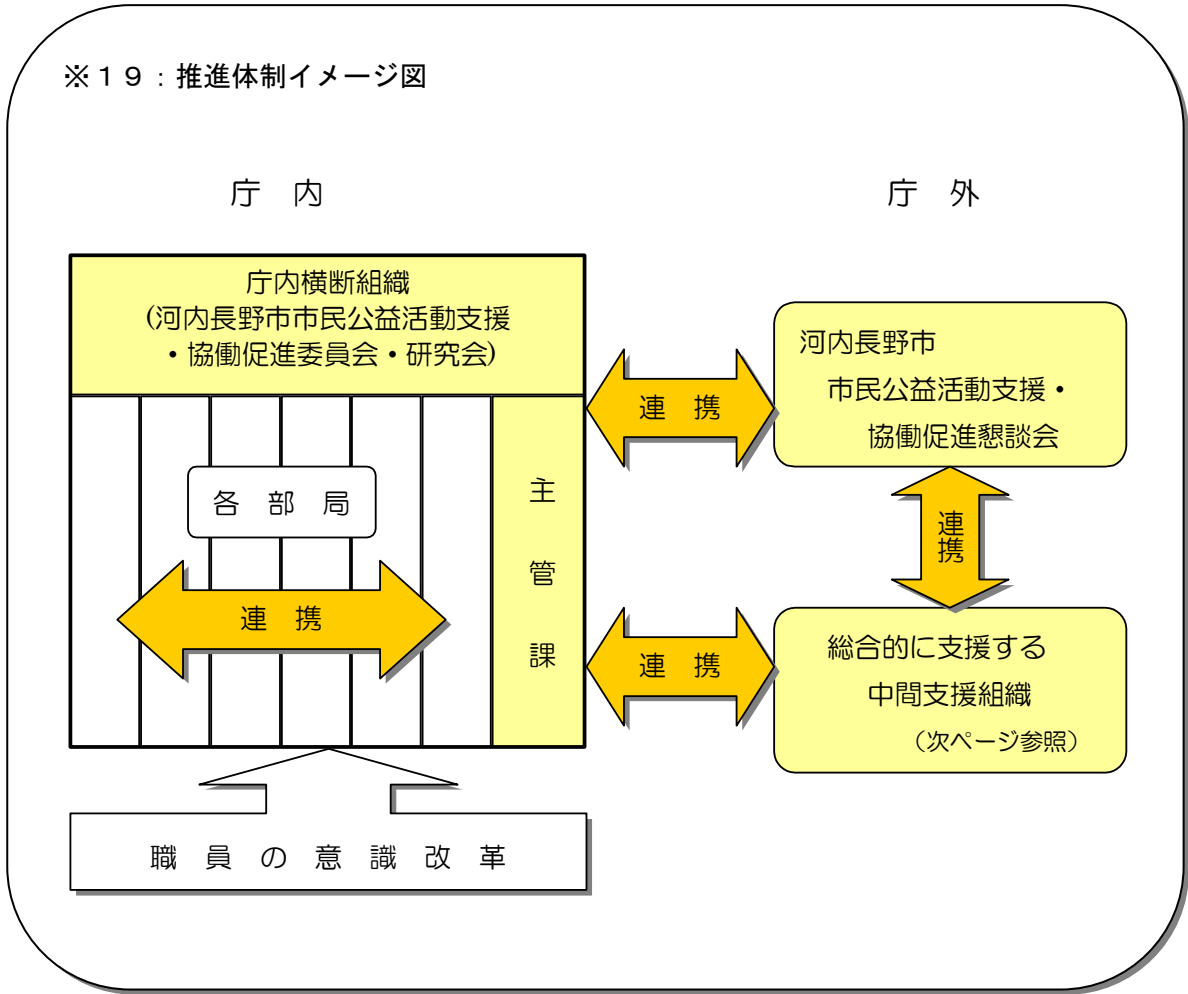 ※19:推進体制イメージ図
庁 内
庁 外
庁内横断組織
(河内長野市市民公益活動支援
・協働促進委員会・研究会)
各 部 局
連 携
主
管
課
連 携
連 携
河内長野市
市民公益活動支援・
協働促進懇談会
連
携
総合的に支援する
中間支援組織
(次ページ参照)
職 員 の 意 識 改 革